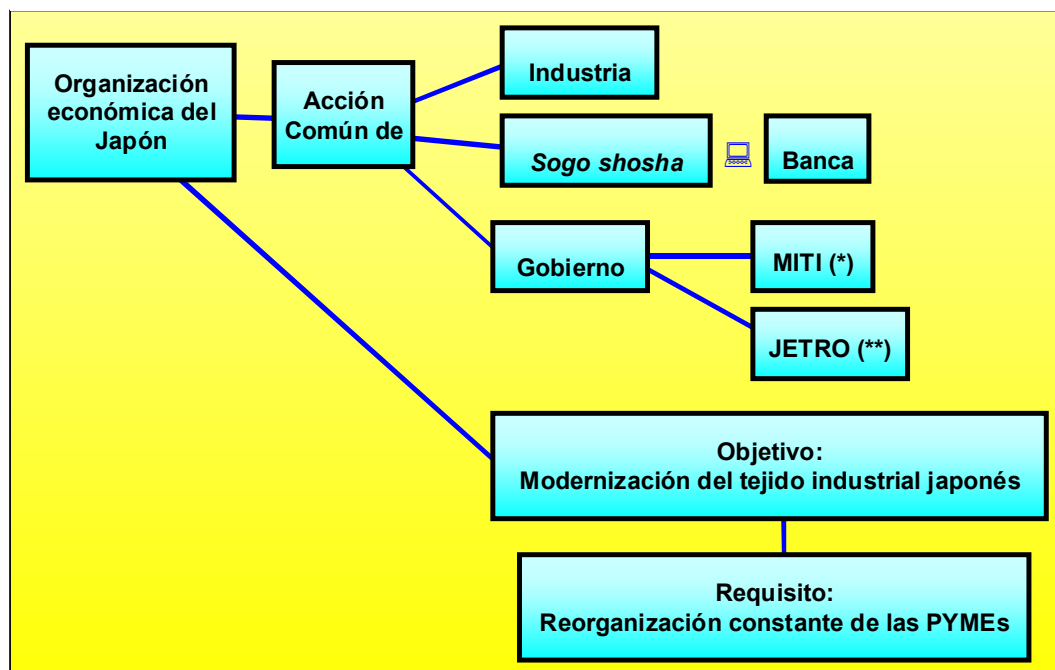 Organización
económica del
Japón
Acción
Común de
Industria
Sogo shosha
Banca
Gobierno
MITI (*)
JETRO (**)
Objetivo:
Modernización del tejido industrial japonés
Requisito:
Reorganización constante de las PYMEs